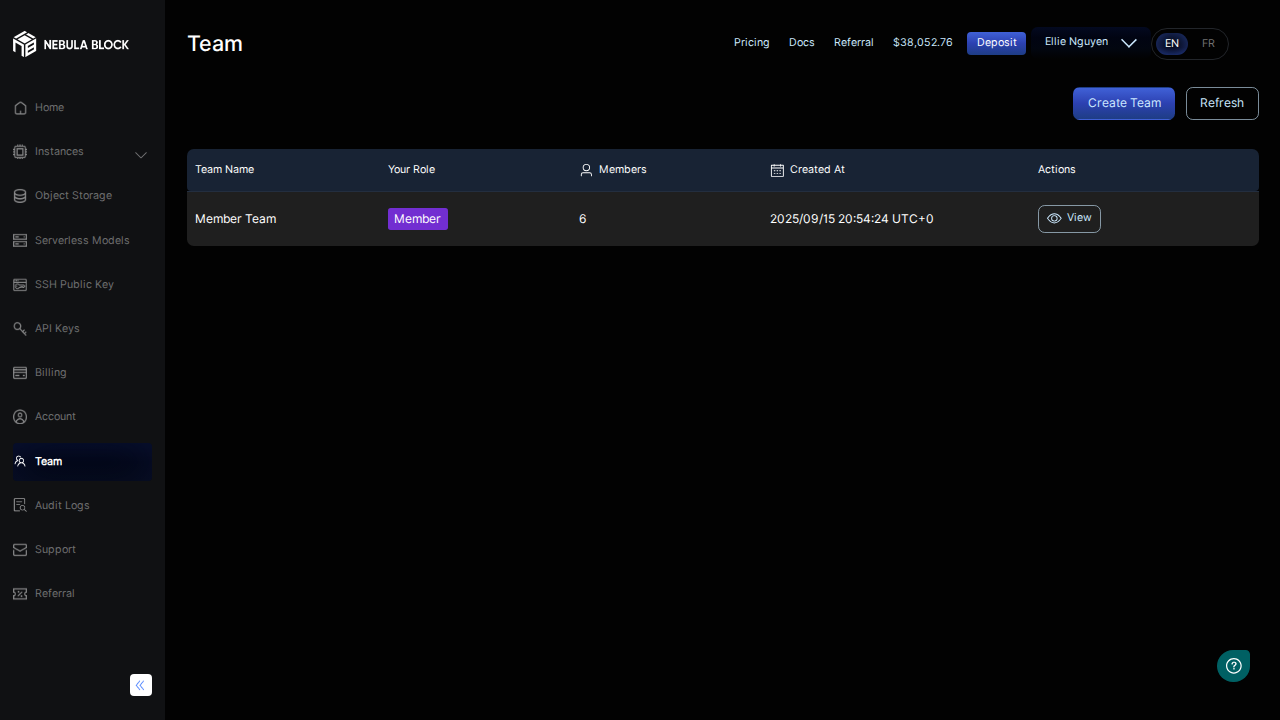 NEBULA BLOCK
Team
Pricing
Docs
Referral
$38,052.76
Deposit
Ellie Nguyen
EN
FR
Create Team
Refresh
Home
Instances
Object Storage
Serverless Models
SSH Public Key
API Keys
Billing
Account
Team
Audit Logs
Support
Referral
Team Name
Your Role
Members
Created At
Actions
Member Team
Member
6
2025/09/15 20:54:24 UTC+0
View